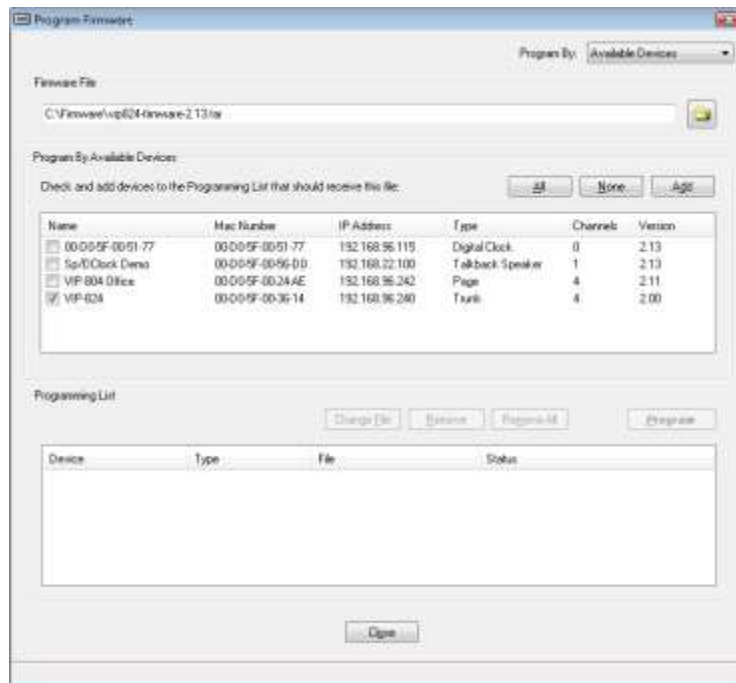 Program Firmware
Program By: Available Devices
Firmware File
C:\Firmware\vip824-firmware-2.13.tar
Program By Available Devices
Check and add devices to the Programming List that should receive this file:
All None Add
Name Mac Number IP Address Type Channels Version
00-D0-5F-00-51-77 00-D0-5F-00-51-77 192.168.96.115 Digital Clock 0 2.13
Sp/DClock Demo 00-D0-5F-00-56-DD 192.168.22.100 Talkback Speaker 1 2.13
VIP-804 Office 00-D0-5F-00-24-AE 192.168.96.242 Page 4 2.11
VIP-824 00-D0-5F-00-36-14 192.168.96.240 Trunk 4 2.00
Programming List
Change File Remove Remove All Program
Device Type File Status
Close